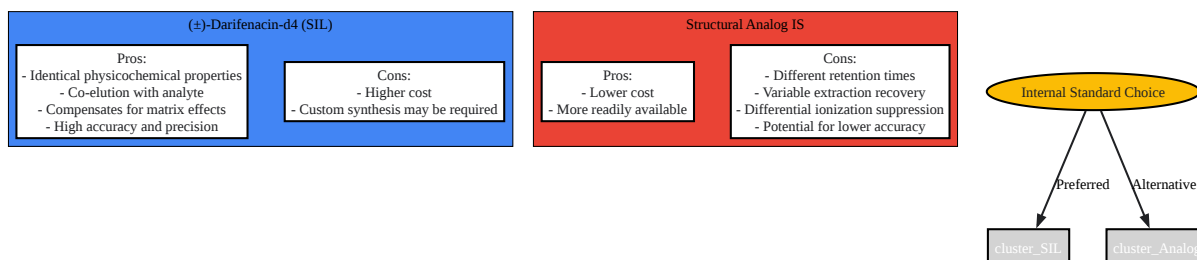 (±)-Darifenacin-d4 (SIL)
Pros:
- Identical physicochemical properties
- Co-elution with analyte
- Compensates for matrix effects
- High accuracy and precision
Cons:
- Higher cost
- Custom synthesis may be required
Structural Analog IS
Pros:
- Lower cost
- More readily available
Cons:
- Different retention times
- Variable extraction recovery
- Differential ionization suppression
- Potential for lower accuracy
Internal Standard Choice
Preferred
Alternative
cluster_SIL
cluster_Analog